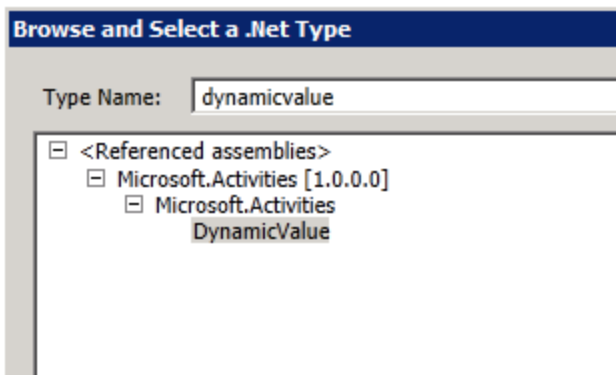 Browse and Select a .Net Type
Type Name: dynamicvalue
<Referenced assemblies>
Microsoft.Activities [1.0.0.0]
Microsoft.Activities
DynamicValue